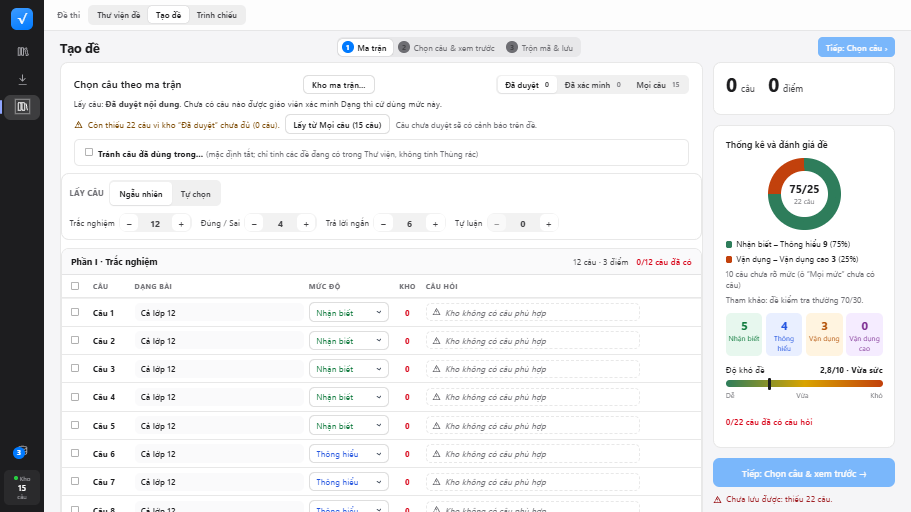 Đề thi Thư viện đề Tạo đề Trình chiếu
Tạo đề
1 Ma trận 2 Chọn câu & xem trước 3 Trộn mã & lưu
Tiếp: Chọn câu ›
Chọn câu theo ma trận
Kho ma trận...
Đã duyệt 0 Đã xác minh 0 Mọi câu 15
Lấy câu: Đã duyệt nội dung. Chưa có câu nào được giáo viên xác minh Dạng thì cứ dùng mức này.
Còn thiếu 22 câu vì kho “Đã duyệt” chưa đủ (0 câu). Lấy từ Mọi câu (15 câu) Câu chưa duyệt sẽ có cảnh báo trên đề.
Tránh câu đã dùng trong... (mặc định tắt; chỉ tính các đề đang có trong Thư viện, không tính Thùng rác)
LẤY CÂU Ngẫu nhiên Tự chọn
Trắc nghiệm − 12 + Đúng / Sai − 4 + Trả lời ngắn − 6 + Tự luận − 0 +
Phần I · Trắc nghiệm 12 câu · 3 điểm 0/12 câu đã có
CÂU DẠNG BÀI MỨC ĐỘ KHO CÂU HỎI
Câu 1 Cả lớp 12 Nhận biết 0 Kho không có câu phù hợp
Câu 2 Cả lớp 12 Nhận biết 0 Kho không có câu phù hợp
Câu 3 Cả lớp 12 Nhận biết 0 Kho không có câu phù hợp
Câu 4 Cả lớp 12 Nhận biết 0 Kho không có câu phù hợp
Câu 5 Cả lớp 12 Nhận biết 0 Kho không có câu phù hợp
Câu 6 Cả lớp 12 Thông hiểu 0 Kho không có câu phù hợp
Câu 7 Cả lớp 12 Thông hiểu 0 Kho không có câu phù hợp
Câu 8 Cả lớp 12 Thông hiểu 0 Kho không có câu phù hợp
0 câu 0 điểm
Thống kê và đánh giá đề
75/25
22 câu
Nhận biết – Thông hiểu 9 (75%)
Vận dụng – Vận dụng cao 3 (25%)
10 câu chưa rõ mức (ô “Mọi mức” chưa có
câu)
Tham khảo: đề kiểm tra thường 70/30.
5 4 3 0
Nhận biết Thông hiểu Vận dụng Vận dụng cao
Độ khó đề 2,8/10 · Vừa sức
Dễ Vừa Khó
0/22 câu đã có câu hỏi
Tiếp: Chọn câu & xem trước →
Chưa lưu được: thiếu 22 câu.
3
Kho
15
câu